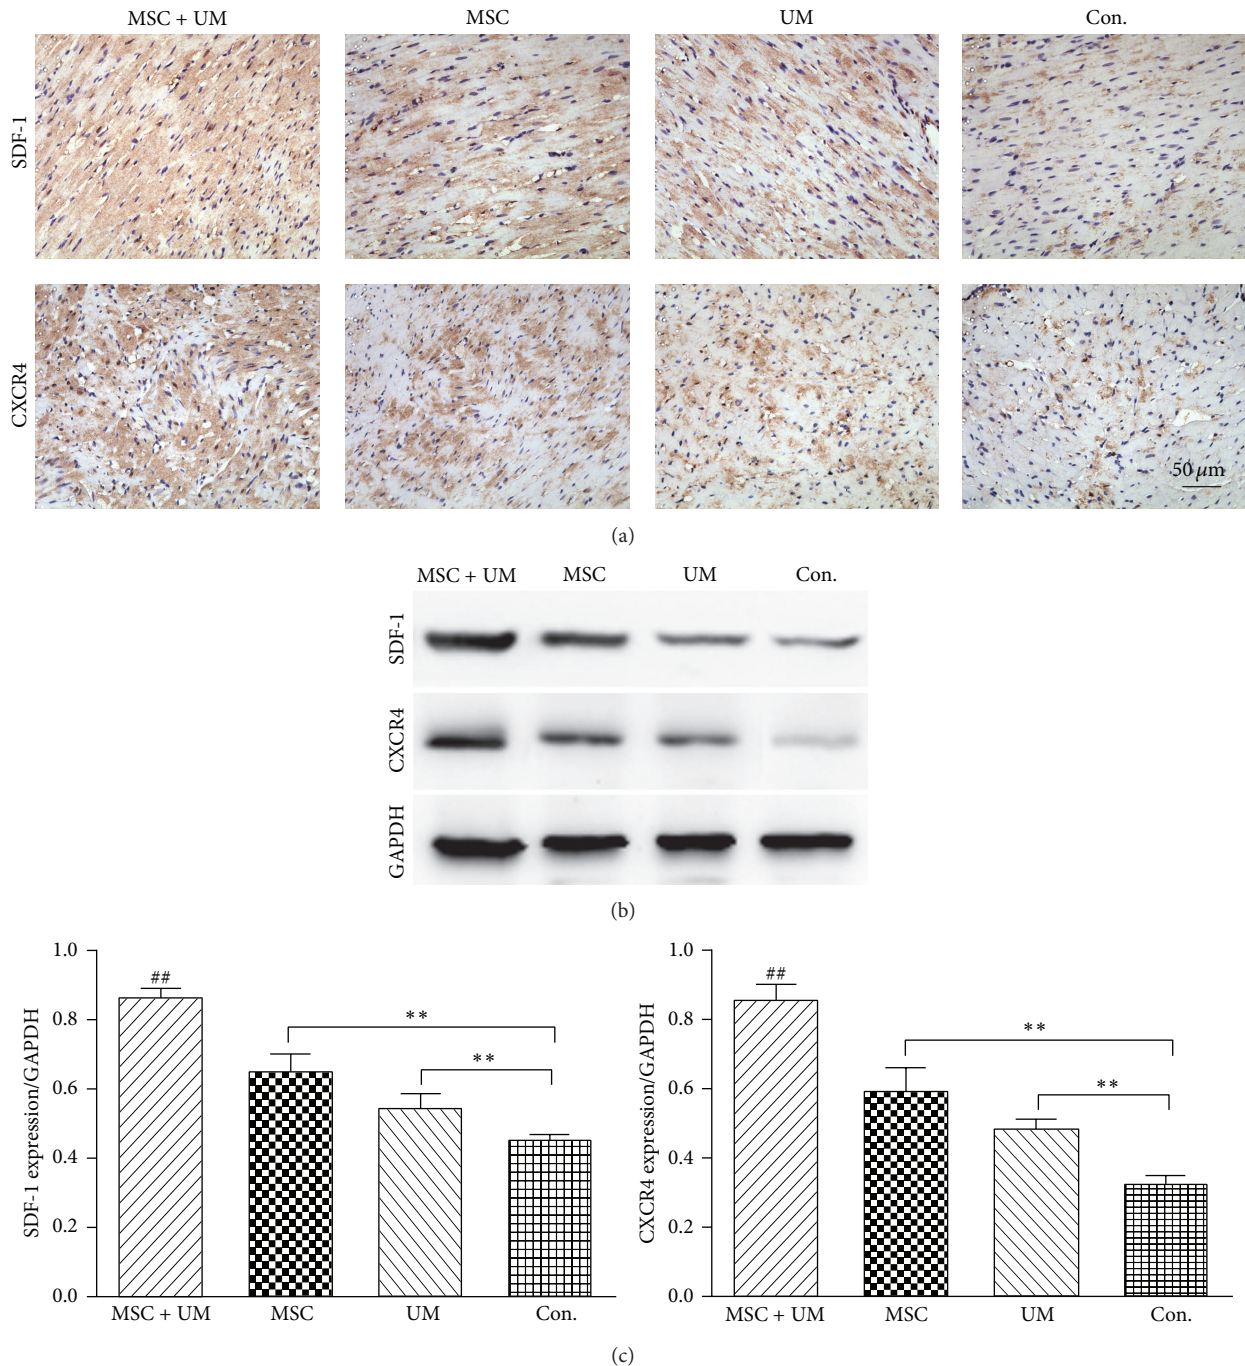 MSC + UM MSC UM Con.
SDF-1
CXCR4
50 μm
(a)
MSC + UM MSC UM Con.
SDF-1
CXCR4
GAPDH
(b)
SDF-1 expression/GAPDH
1.0
0.8
0.6
0.4
0.2
0.0
##
**
**
MSC + UM MSC UM Con.
CXCR4 expression/GAPDH
1.0
0.8
0.6
0.4
0.2
0.0
##
**
**
MSC + UM MSC UM Con.
(c)